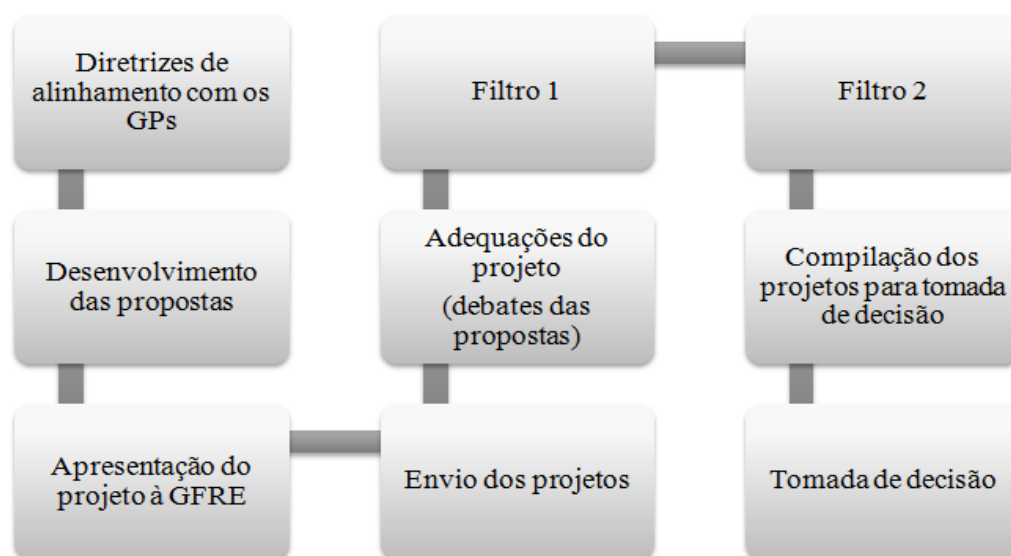 Diretrizes de
alinhamento com os
GPs
Desenvolvimento
das propostas
Apresentação do
projeto à GFRE
Envio dos projetos
Adequações do
projeto
(debates das
propostas)
Filtro 1
Filtro 2
Compilação dos
projetos para tomada
de decisão
Tomada de decisão